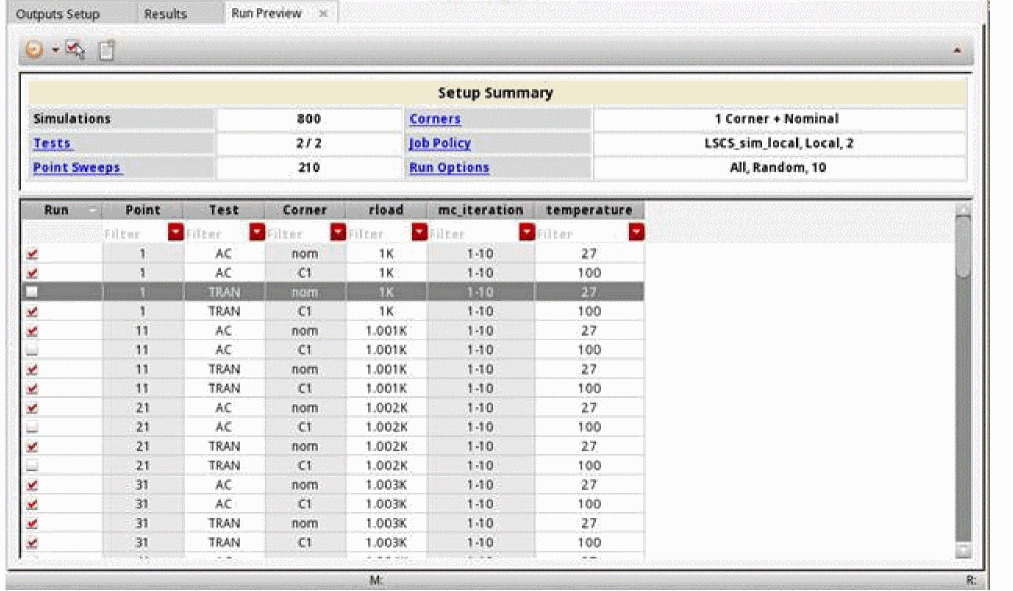 Outputs Setup Results Run Preview
Setup Summary
Simulations 800 Corners 1 Corner + Nominal
Tests 2/2 Job Policy LSCS_sim_local, Local, 2
Point Sweeps 210 Run Options All, Random, 10
Run Point Test Corner rload mc_iteration temperature
Filter Filter Filter Filter Filter Filter
1 AC nom 1K 1-10 27
1 AC C1 1K 1-10 100
1 TRAN nom 1K 1-10 27
1 TRAN C1 1K 1-10 100
11 AC nom 1.001K 1-10 27
11 AC C1 1.001K 1-10 100
11 TRAN nom 1.001K 1-10 27
11 TRAN C1 1.001K 1-10 100
21 AC nom 1.002K 1-10 27
21 AC C1 1.002K 1-10 100
21 TRAN nom 1.002K 1-10 27
21 TRAN C1 1.002K 1-10 100
31 AC nom 1.003K 1-10 27
31 AC C1 1.003K 1-10 100
31 TRAN nom 1.003K 1-10 27
31 TRAN C1 1.003K 1-10 100
M: R: